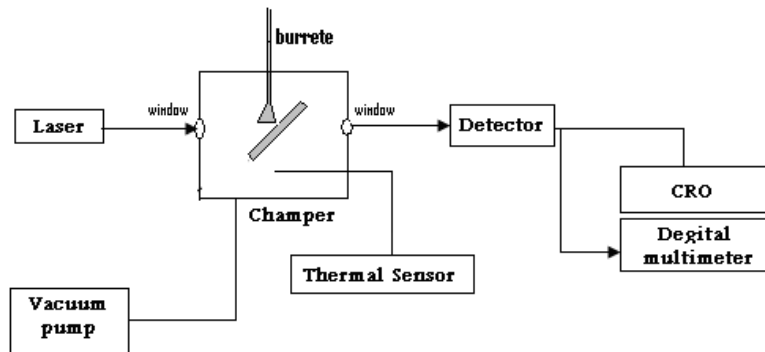 burrete
window
window
Laser
Detector
CRO
Champer
Degital
multimeter
Thermal Sensor
Vacuum
pump